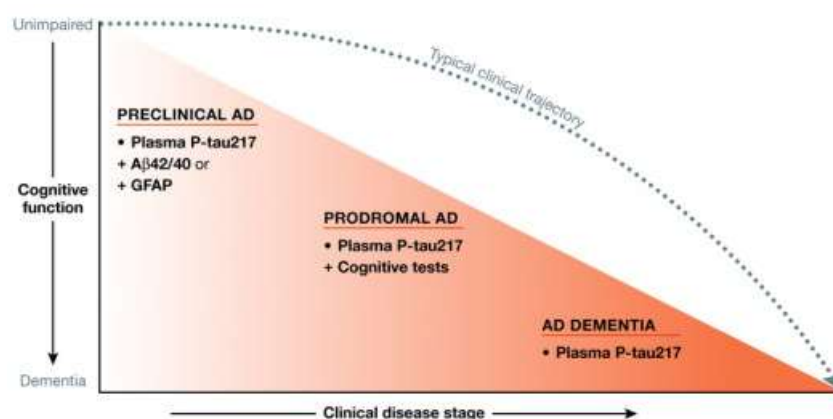 Unimpaired
Typical clinical trajectory
PRECLINICAL AD
• Plasma P-tau217
+ Aβ42/40 or
+ GFAP
Cognitive
function
PRODROMAL AD
• Plasma P-tau217
+ Cognitive tests
AD DEMENTIA
• Plasma P-tau217
Dementia
Clinical disease stage